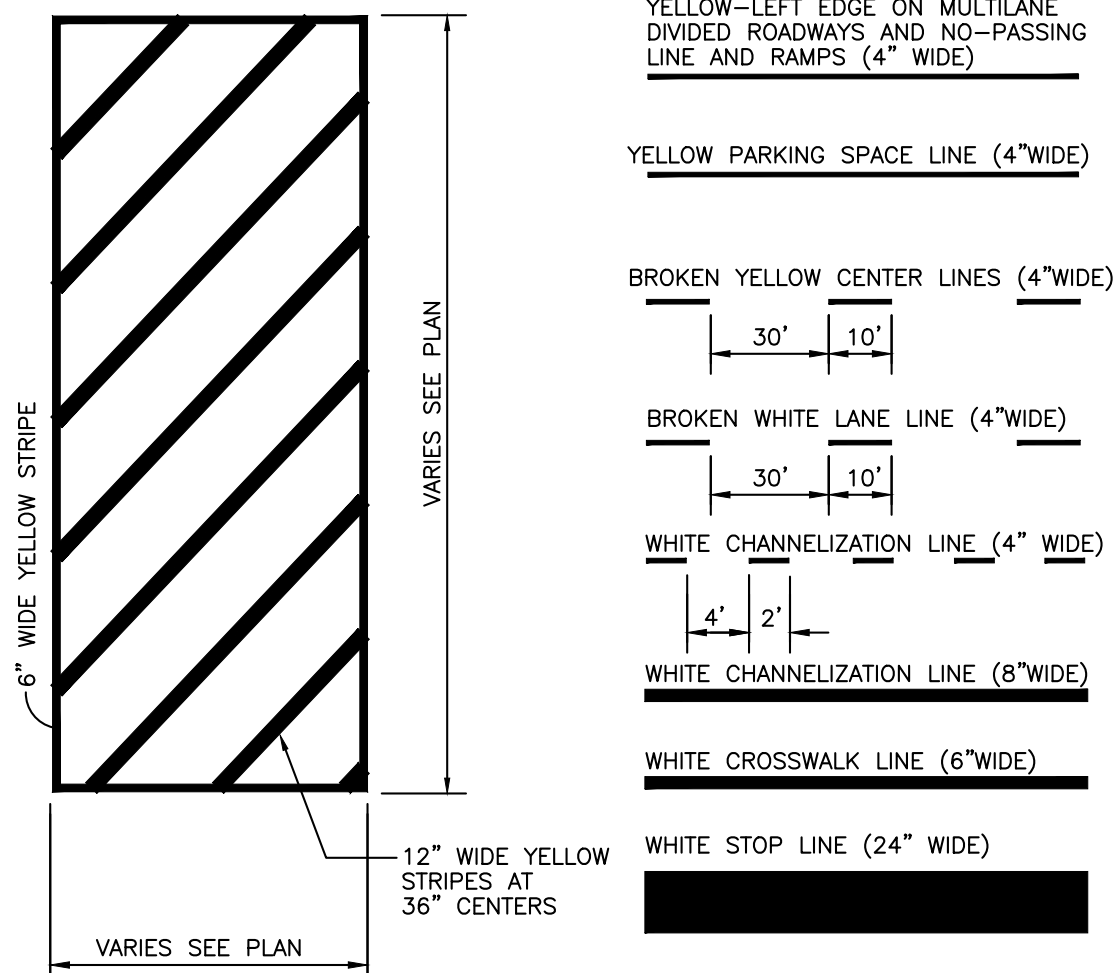 6” WIDE YELLOW STRIPE
VARIES SEE PLAN
12” WIDE YELLOW
STRIPES AT
36” CENTERS
VARIES SEE PLAN
YELLOW–LEFT EDGE ON MULTILANE
DIVIDED ROADWAYS AND NO–PASSING
LINE AND RAMPS (4” WIDE)
YELLOW PARKING SPACE LINE (4”WIDE)
BROKEN YELLOW CENTER LINES (4”WIDE)
30’ 10’
BROKEN WHITE LANE LINE (4”WIDE)
30’ 10’
WHITE CHANNELIZATION LINE (4” WIDE)
4’ 2’
WHITE CHANNELIZATION LINE (8”WIDE)
WHITE CROSSWALK LINE (6”WIDE)
WHITE STOP LINE (24” WIDE)